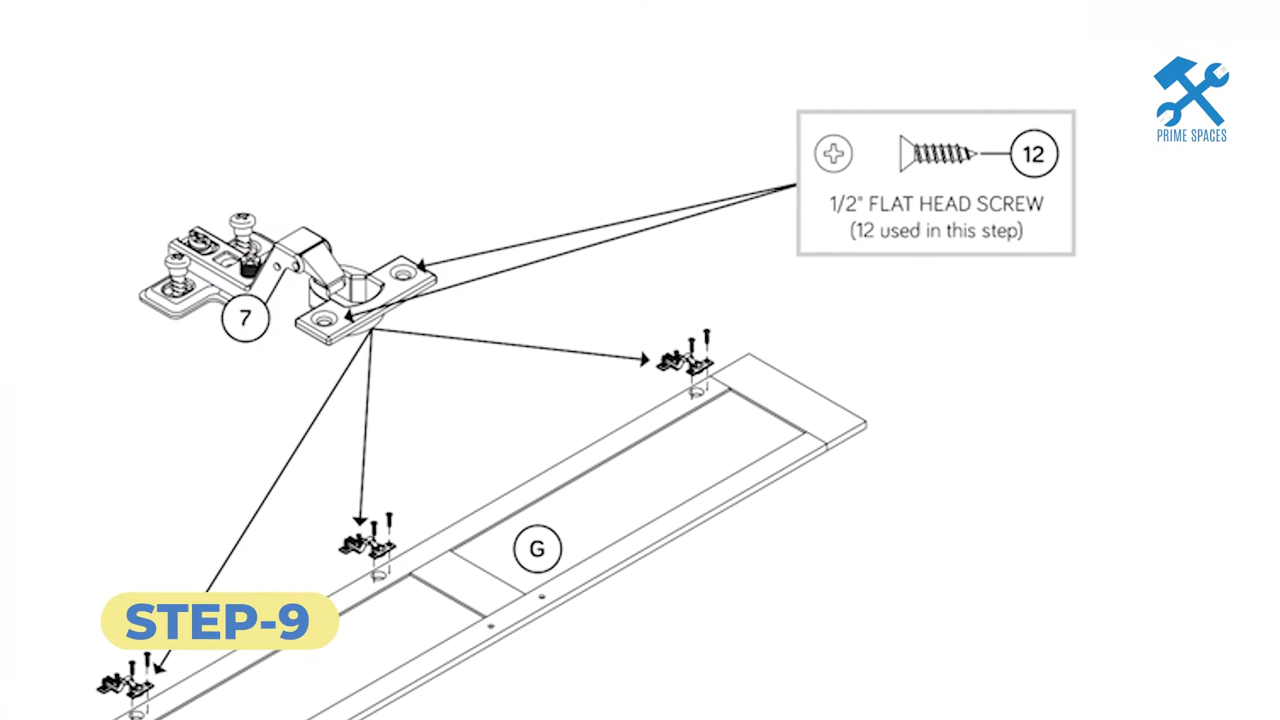 PRIME SPACES
12
1/2" FLAT HEAD SCREW
(12 used in this step)
7
G
STEP-9